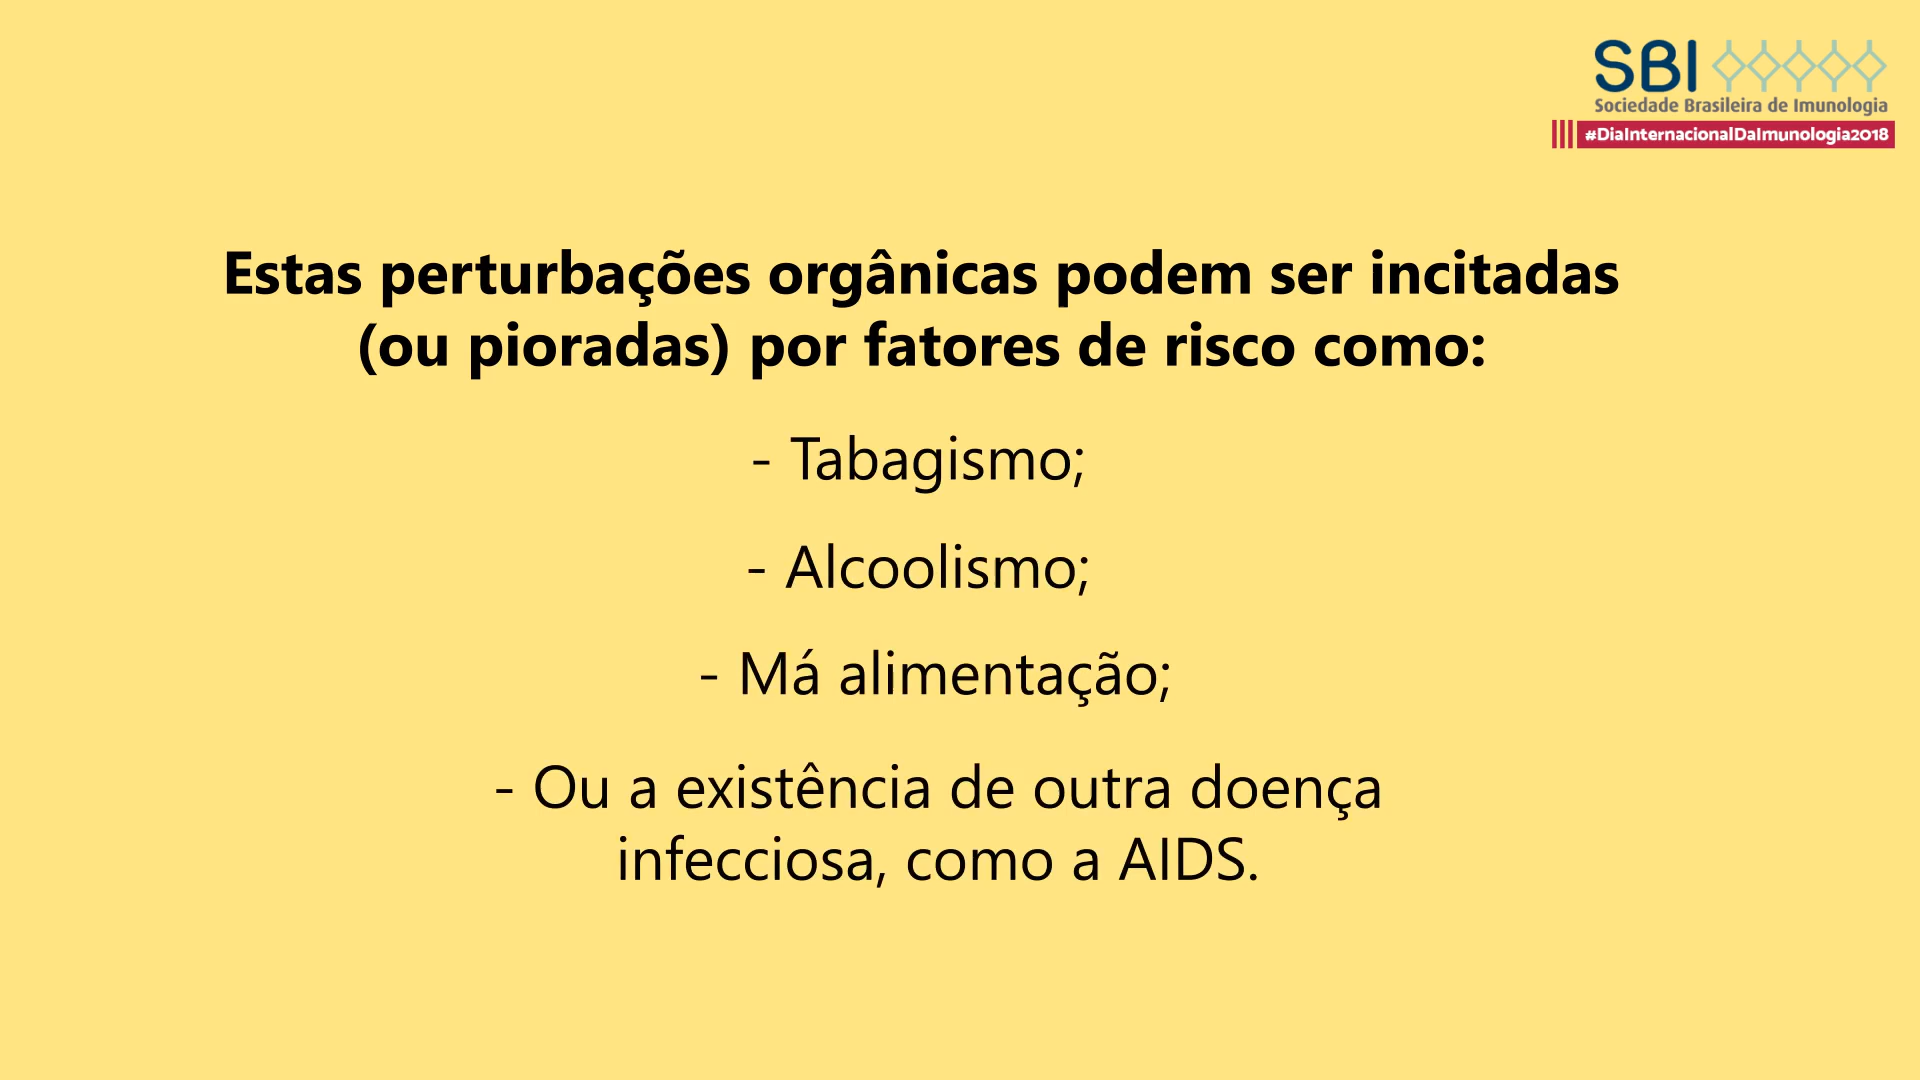 SBI
Sociedade Brasileira de Imunologia
#DiaInternacionalDaImunologia2018
Estas perturbações orgânicas podem ser incitadas
(ou pioradas) por fatores de risco como:
- Tabagismo;
- Alcoolismo;
- Má alimentação;
- Ou a existência de outra doença
infecciosa, como a AIDS.